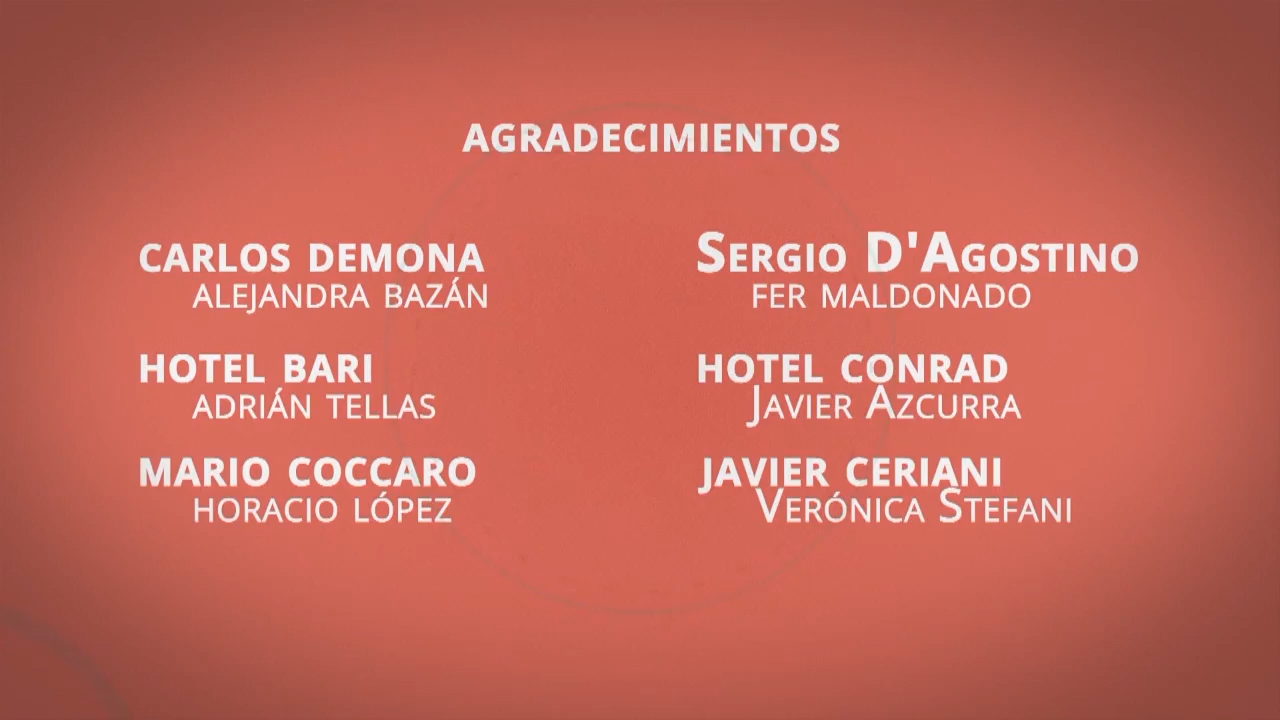 AGRADECIMIENTOS
CARLOS DEMONA
ALEJANDRA BAZÁN
HOTEL BARI
ADRIÁN TELLAS
MARIO COCCARO
HORACIO LÓPEZ
SERGIO D'AGOSTINO
FER MALDONADO
HOTEL CONRAD
JAVIER AZCURRA
JAVIER CERIANI
VERÓNICA STEFANI